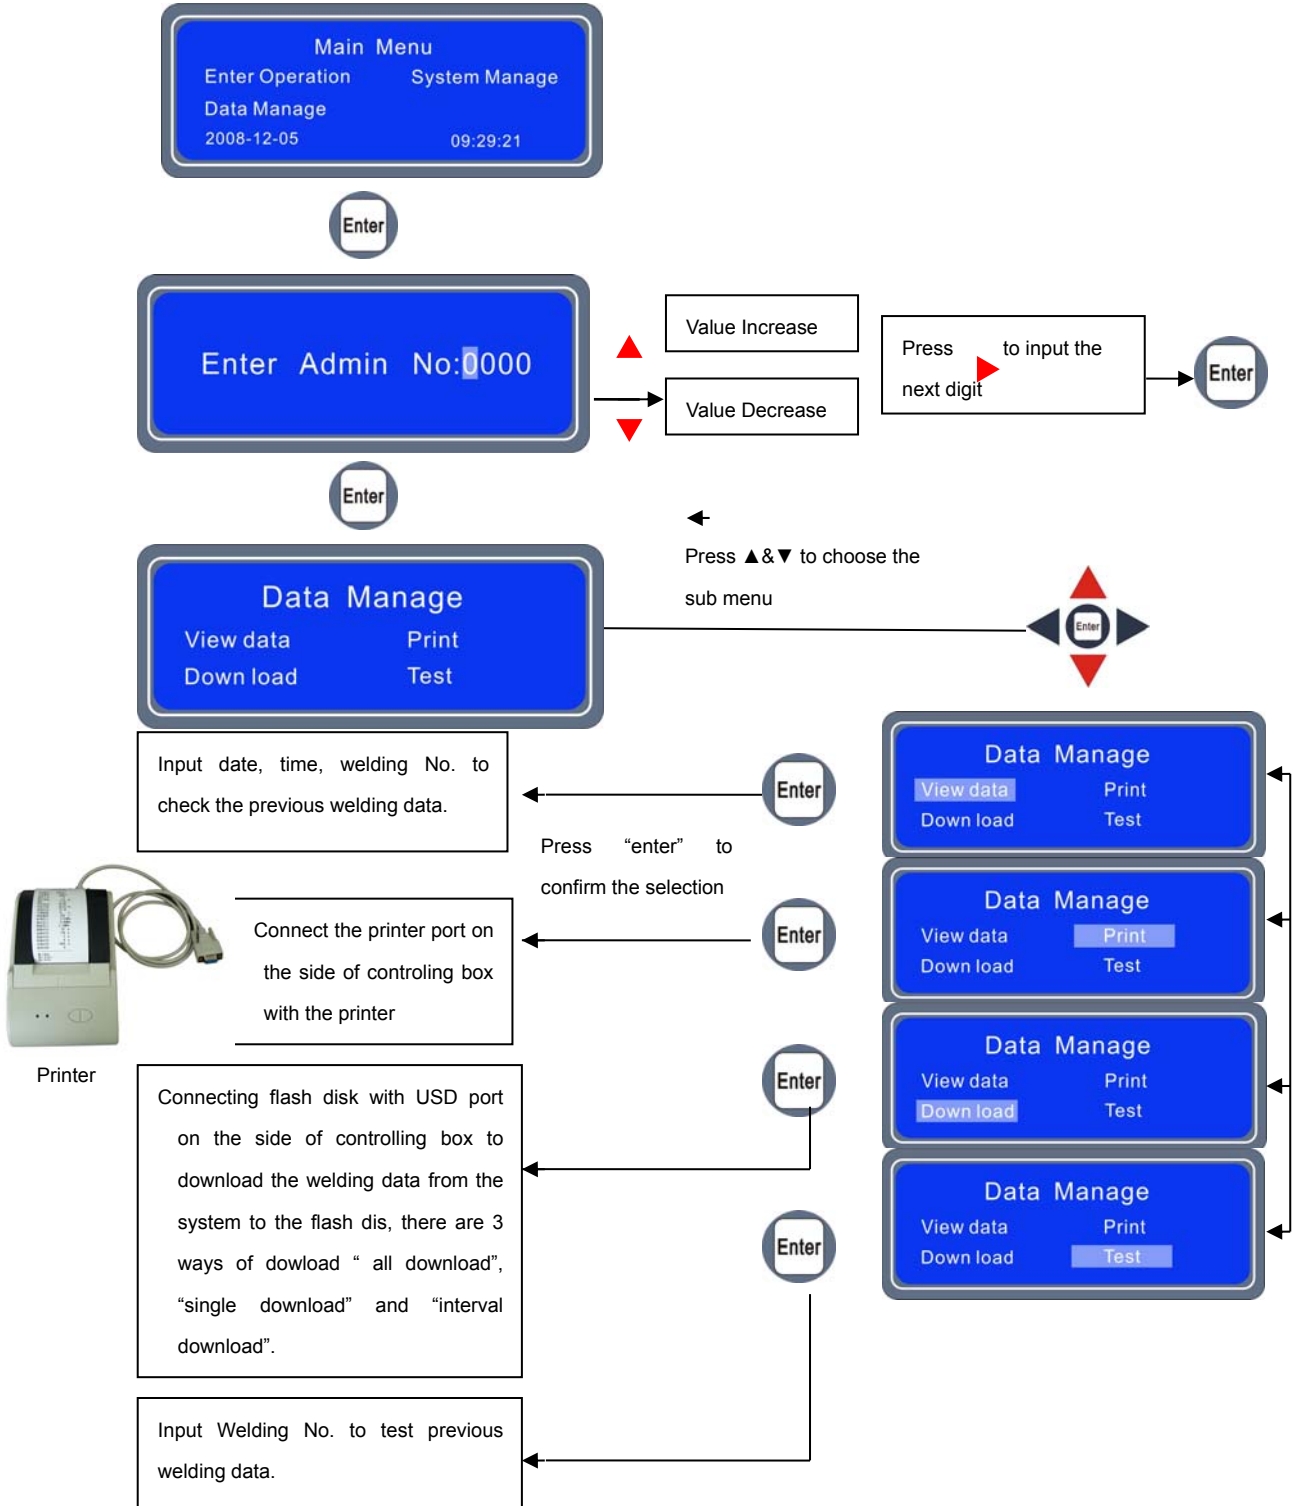 Main Menu
Enter Operation System Manage
Data Manage
2008-12-05 09:29:21
Enter
Enter Admin No:0000
Value Increase
Value Decrease
Press to input the
next digit
Enter
Enter
Press ▲&▼ to choose the
sub menu
Enter
Data Manage
View data Print
Down load Test
Input date, time, welding No. to
check the previous welding data.
Enter
Data Manage
View data Print
Down load Test
Press “enter” to
confirm the selection
Connect the printer port on
the side of controling box
with the printer
Enter
Data Manage
View data Print
Down load Test
Printer
Connecting flash disk with USD port
on the side of controlling box to
download the welding data from the
system to the flash dis, there are 3
ways of dowload “ all download”,
“single download” and “interval
download”.
Enter
Data Manage
View data Print
Down load Test
Enter
Data Manage
View data Print
Down load Test
Input Welding No. to test previous
welding data.